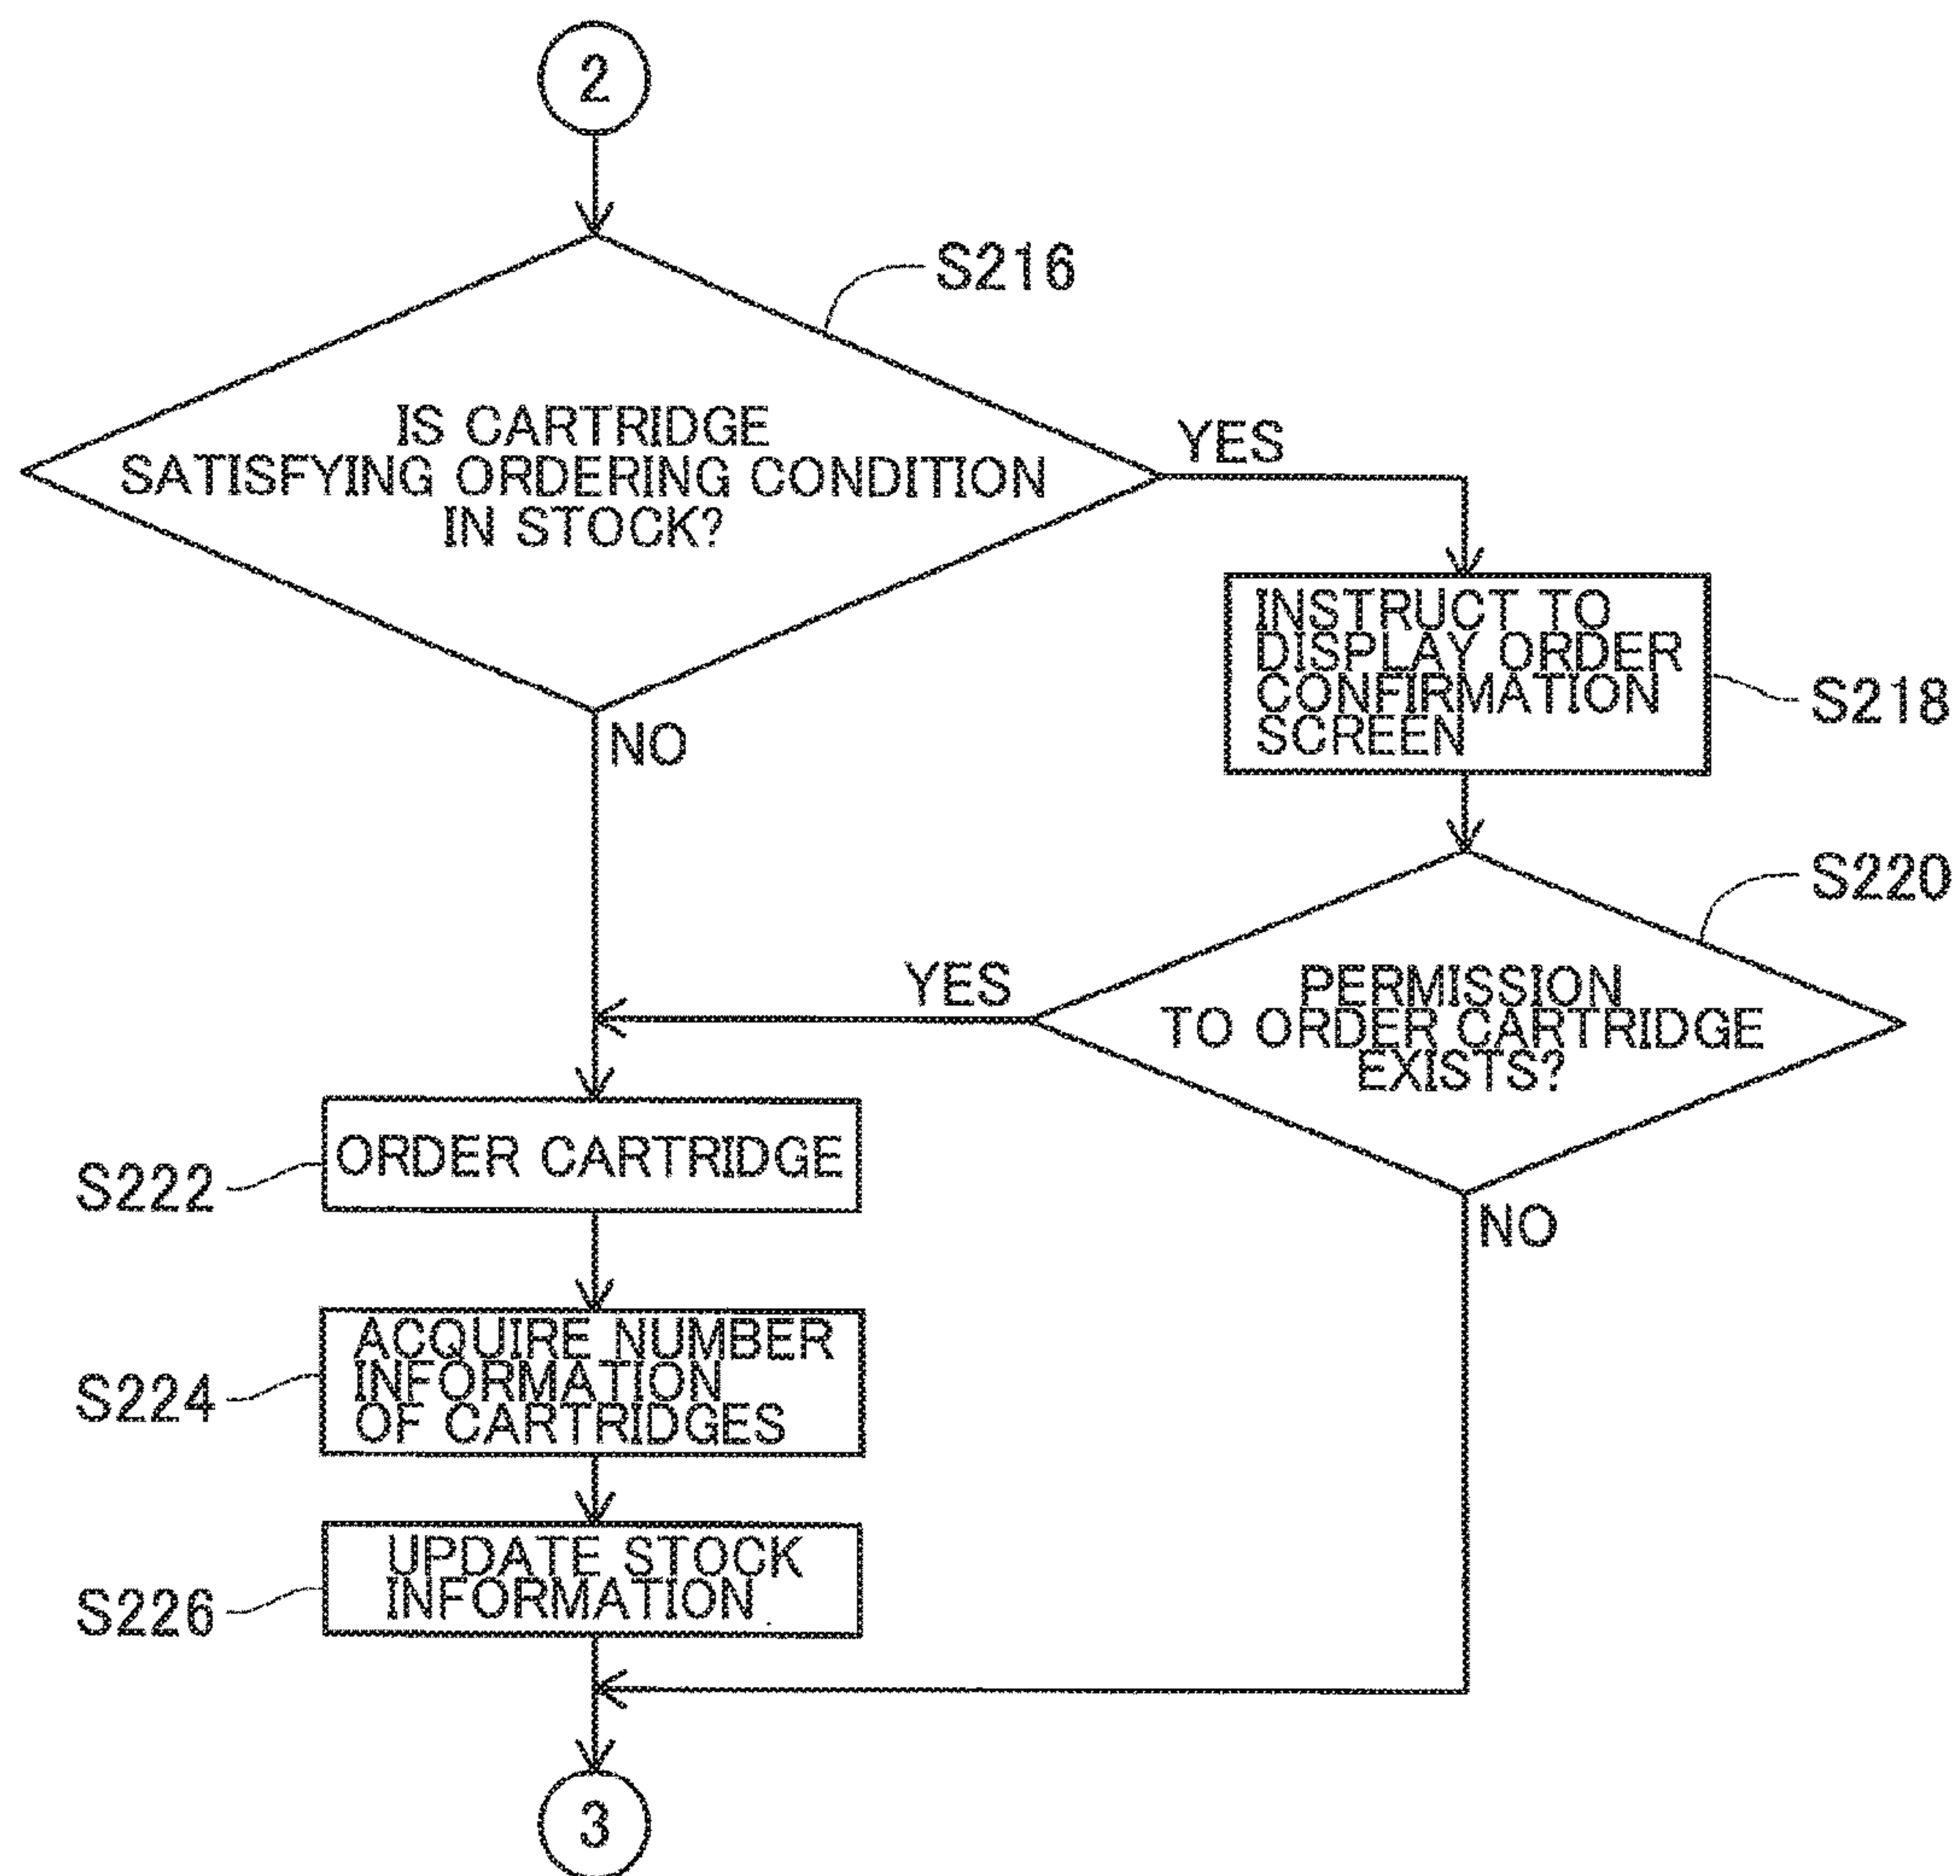 2
S216
IS CARTRIDGE
SATISFYING ORDERING CONDITION
IN STOCK?
YES
NO
INSTRUCT TO
DISPLAY ORDER
CONFIRMATION
SCREEN
S218
S220
PERMISSION
TO ORDER CARTRIDGE
EXISTS?
YES
NO
ORDER CARTRIDGE
S222
ACQUIRE NUMBER
INFORMATION
OF CARTRIDGES
S224
UPDATE STOCK
INFORMATION
S226
3